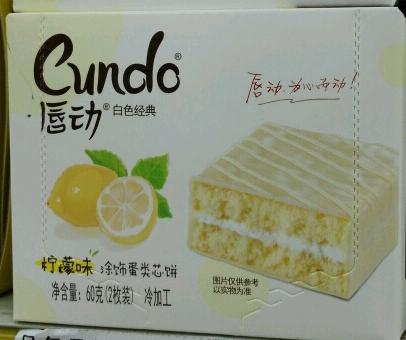 Cundo®
唇动® 白色经典
唇动·为心而动!
柠檬味 涂饰蛋类芯饼
净含量: 60克(2枚装) 冷加工
图片仅供参考
以实物为准